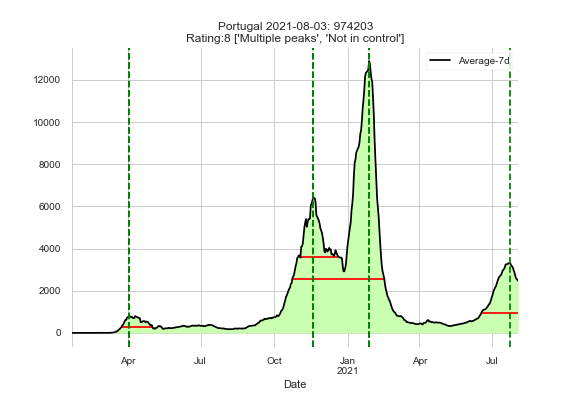 Portugal 2021-08-03: 974203
Rating:8 ['Multiple peaks', 'Not in control']
Average-7d
12000
10000
8000
6000
4000
2000
0
Apr Jul Oct Jan Apr Jul
2021
Date